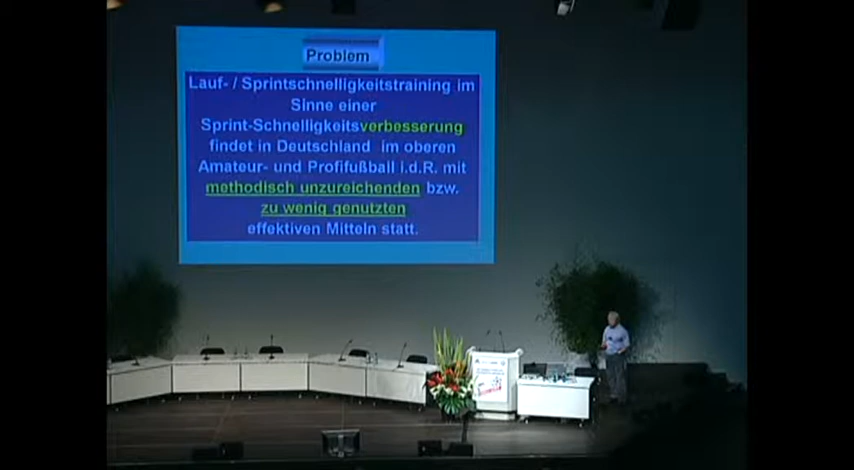 Problem
Lauf- / Sprintschnelligkeitstraining im
Sinne einer
Sprint-Schnelligkeitsverbesserung
findet in Deutschland im oberen
Amateur- und Profifußball i.d.R. mit
methodisch unzureichenden bzw.
zu wenig genutzten
effektiven Mitteln statt.